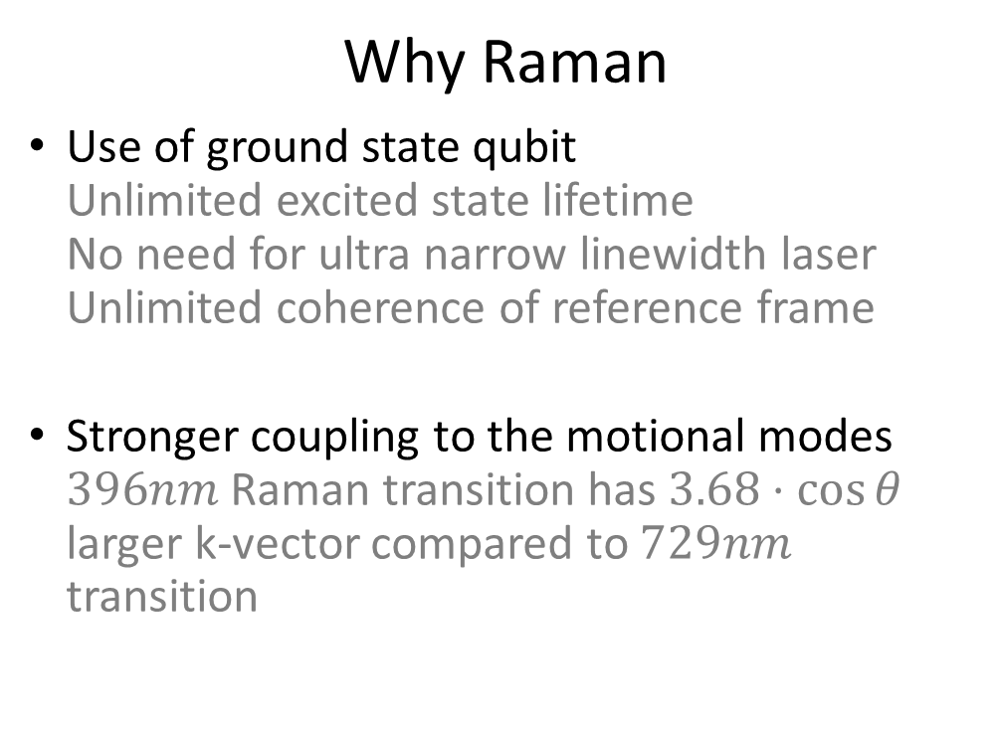 Why Raman
• Use of ground state qubit
Unlimited excited state lifetime
No need for ultra narrow linewidth laser
Unlimited coherence of reference frame
• Stronger coupling to the motional modes
396nm Raman transition has 3.68 · cos θ
larger k-vector compared to 729nm
transition